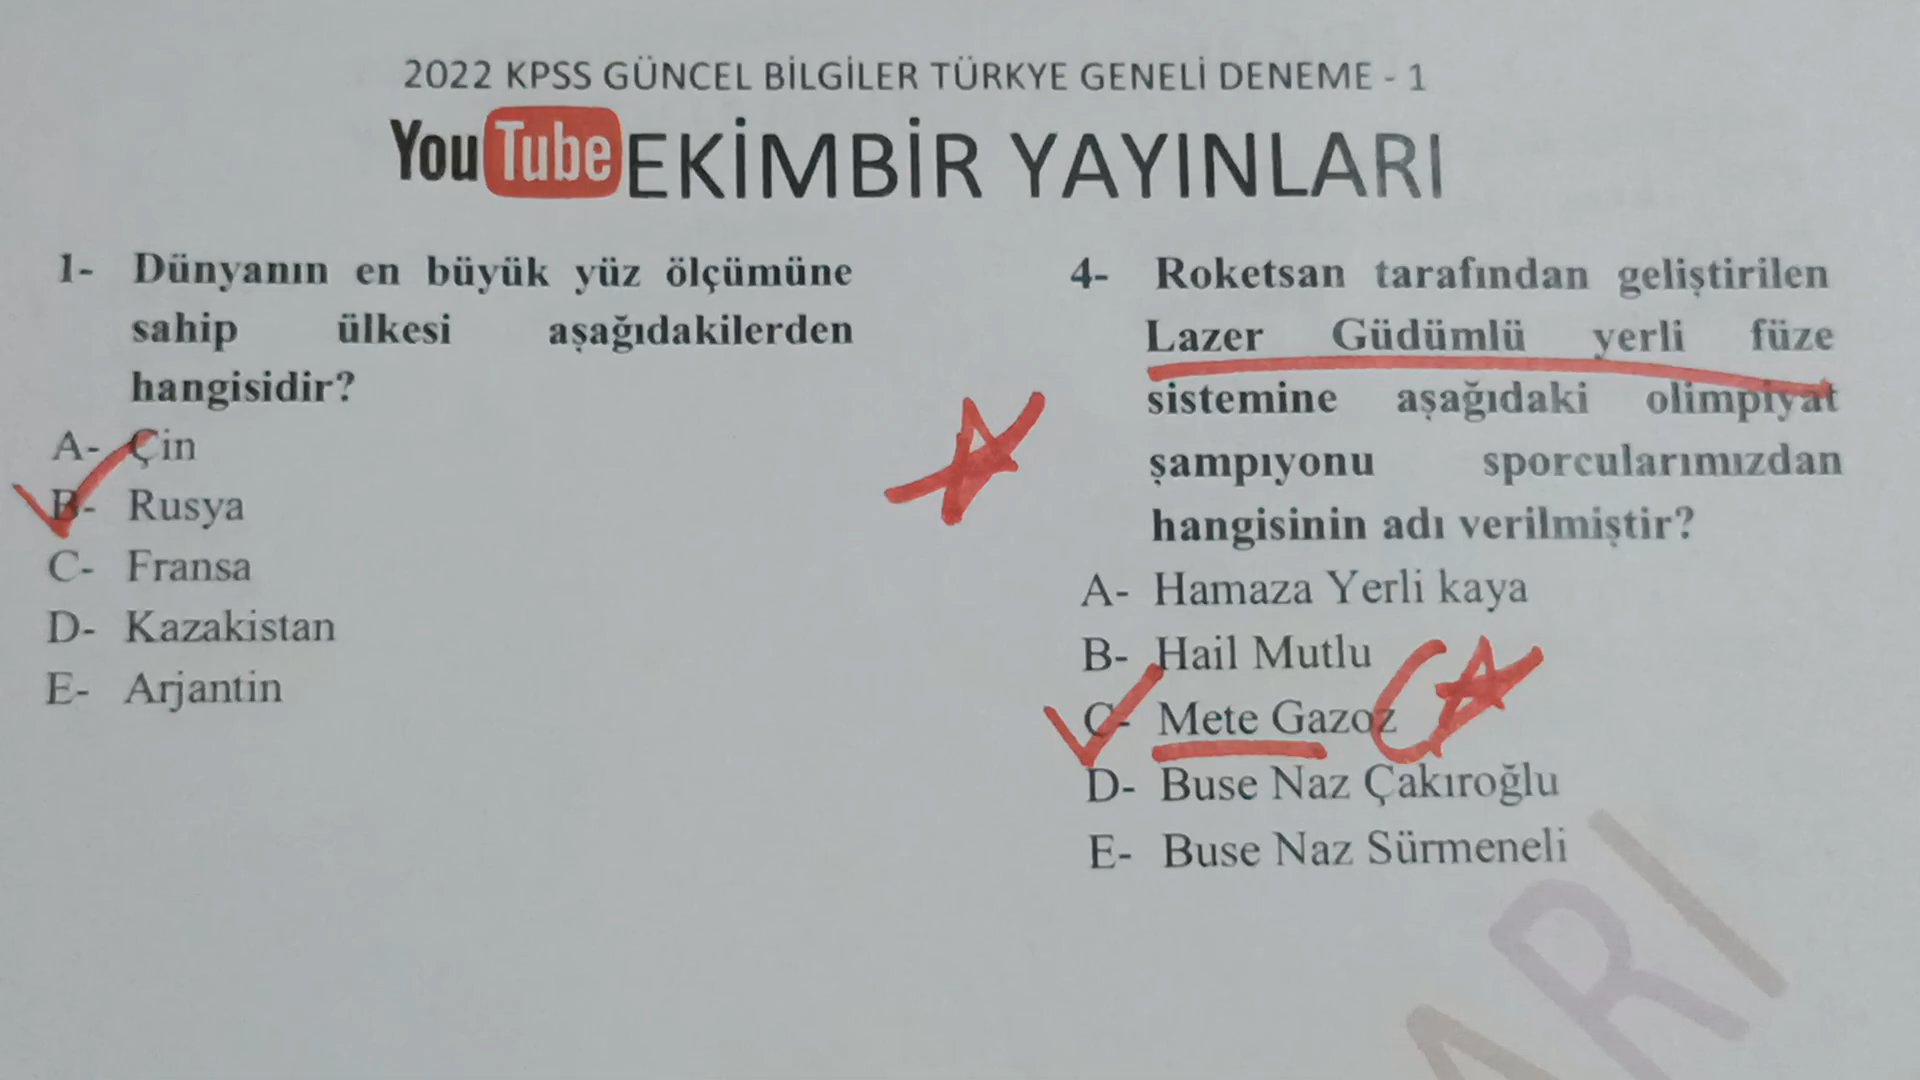 2022 KPSS GÜNCEL BİLGİLER TÜRKYE GENELİ DENEME - 1
YouTube EKİMBİR YAYINLARI
1- Dünyanın en büyük yüz ölçümüne
sahip ülkesi aşağıdakilerden
hangisidir?
A- Çin
B- Rusya
C- Fransa
D- Kazakistan
E- Arjantin
4- Roketsan tarafından geliştirilen
Lazer Güdümlü yerli füze
sistemine aşağıdaki olimpiyat
şampıyonu sporcularımızdan
hangisinin adı verilmiştir?
A- Hamaza Yerli kaya
B- Hail Mutlu
C- Mete Gazoz
D- Buse Naz Çakıroğlu
E- Buse Naz Sürmeneli
ARI